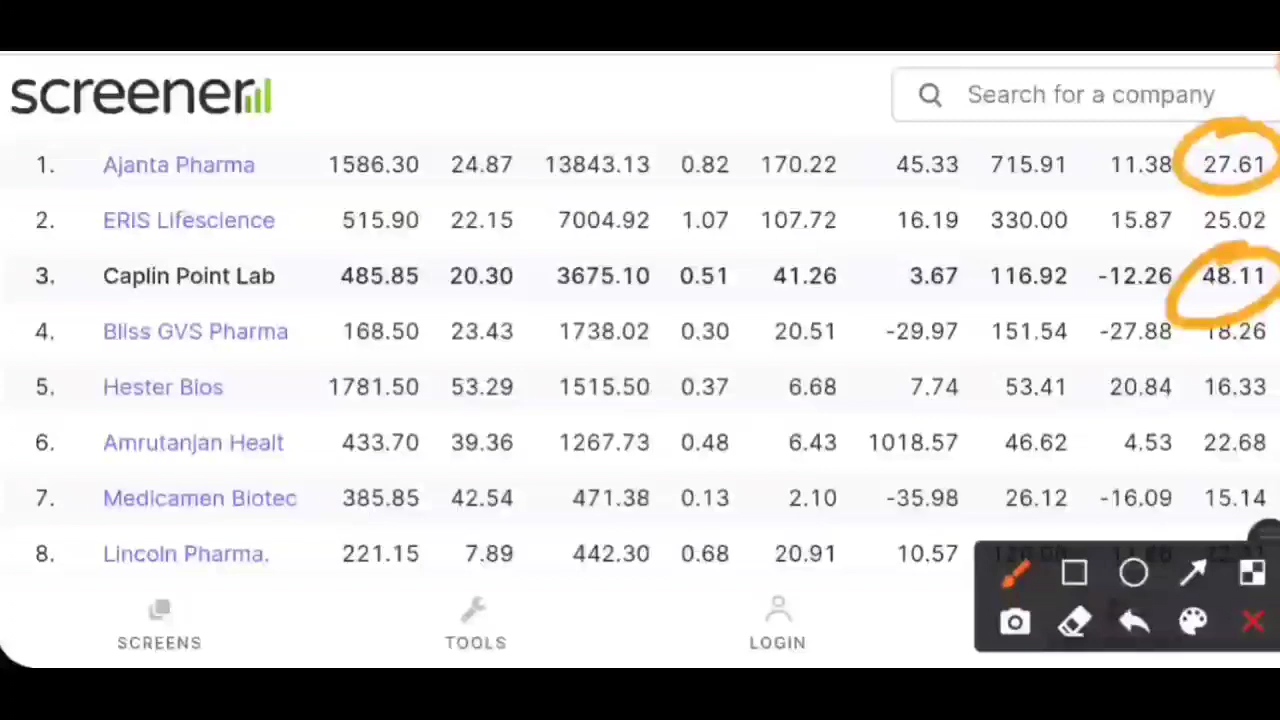 screener
Search for a company
1. Ajanta Pharma 1586.30 24.87 13843.13 0.82 170.22 45.33 715.91 11.38 27.61
2. ERIS Lifescience 515.90 22.15 7004.92 1.07 107.72 16.19 330.00 15.87 25.02
3. Caplin Point Lab 485.85 20.30 3675.10 0.51 41.26 3.67 116.92 -12.26 48.11
4. Bliss GVS Pharma 168.50 23.43 1738.02 0.30 20.51 -29.97 151.54 -27.88 18.26
5. Hester Bios 1781.50 53.29 1515.50 0.37 6.68 7.74 53.41 20.84 16.33
6. Amrutanjan Healt 433.70 39.36 1267.73 0.48 6.43 1018.57 46.62 4.53 22.68
7. Medicamen Biotec 385.85 42.54 471.38 0.13 2.10 -35.98 26.12 -16.09 15.14
8. Lincoln Pharma. 221.15 7.89 442.30 0.68 20.91 10.57
SCREENS TOOLS LOGIN